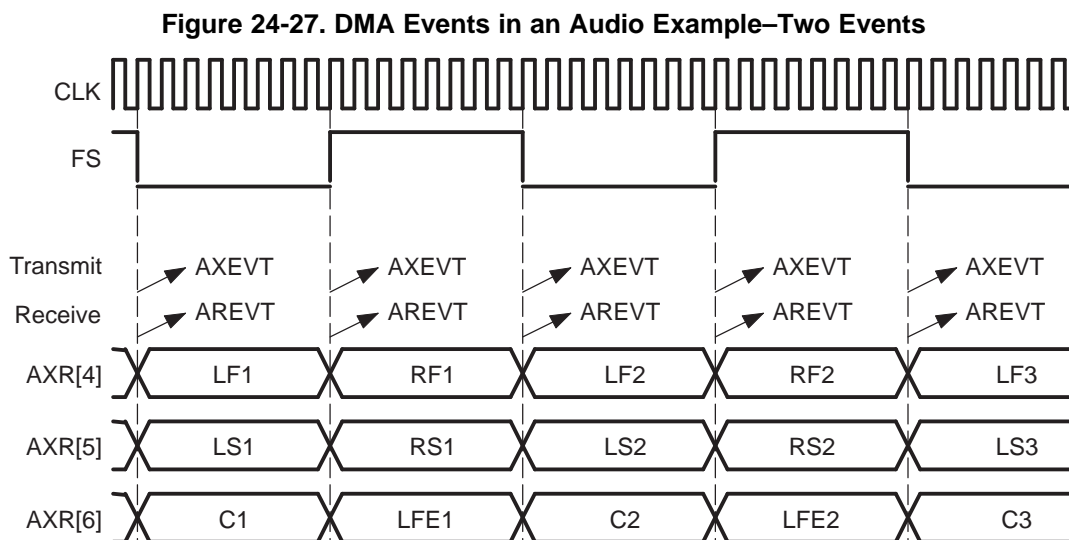 Figure 24-27. DMA Events in an Audio Example–Two Events
CLK
FS
Transmit AXEVT AXEVT AXEVT AXEVT AXEVT
Receive AREVT AREVT AREVT AREVT AREVT
AXR[4] LF1 RF1 LF2 RF2 LF3
AXR[5] LS1 RS1 LS2 RS2 LS3
AXR[6] C1 LFE1 C2 LFE2 C3